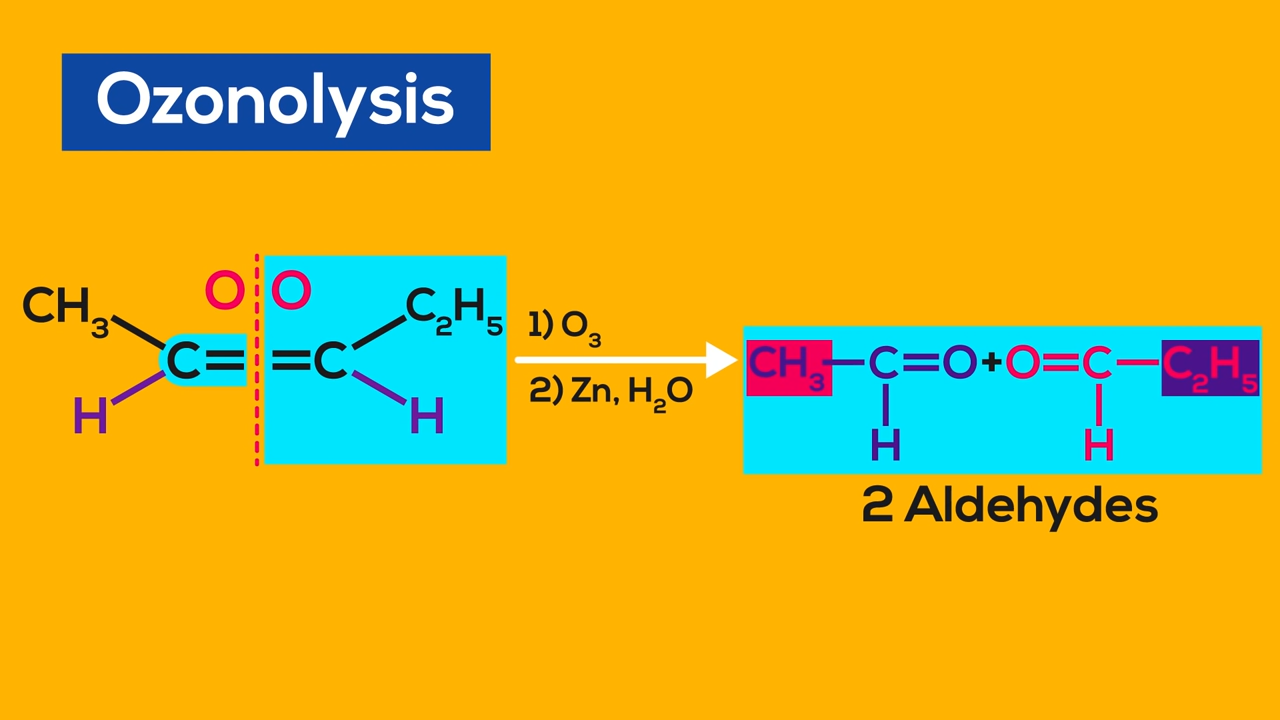 Ozonolysis
O O
CH₃ C₂H₅
C= =C
H H
1) O₃
2) Zn, H₂O
CH₃—C=O+O=C—C₂H₅
H H
2 Aldehydes